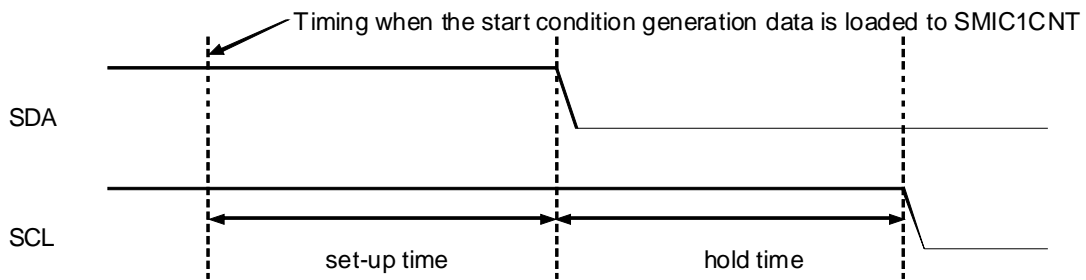 Timing when the start condition generation data is loaded to SMIC1CNT
SDA
SCL
set-up time
hold time